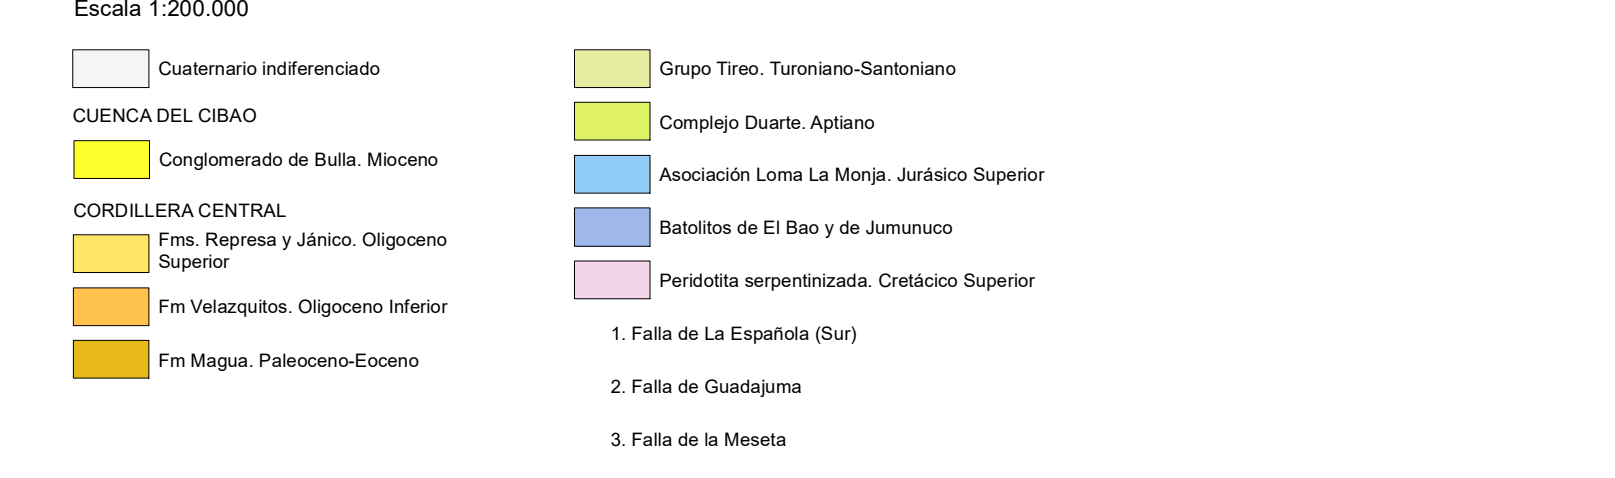 Escala 1:200.000
Cuaternario indiferenciado
CUENCA DEL CIBAO
Conglomerado de Bulla. Mioceno
CORDILLERA CENTRAL
Fms. Represa y Jánico. Oligoceno
Superior
Fm Velazquitos. Oligoceno Inferior
Fm Magua. Paleoceno-Eoceno
Grupo Tireo. Turoniano-Santoniano
Complejo Duarte. Aptiano
Asociación Loma La Monja. Jurásico Superior
Batolitos de El Bao y de Jumunuco
Peridotita serpentinizada. Cretácico Superior
1. Falla de La Española (Sur)
2. Falla de Guadajuma
3. Falla de la Meseta